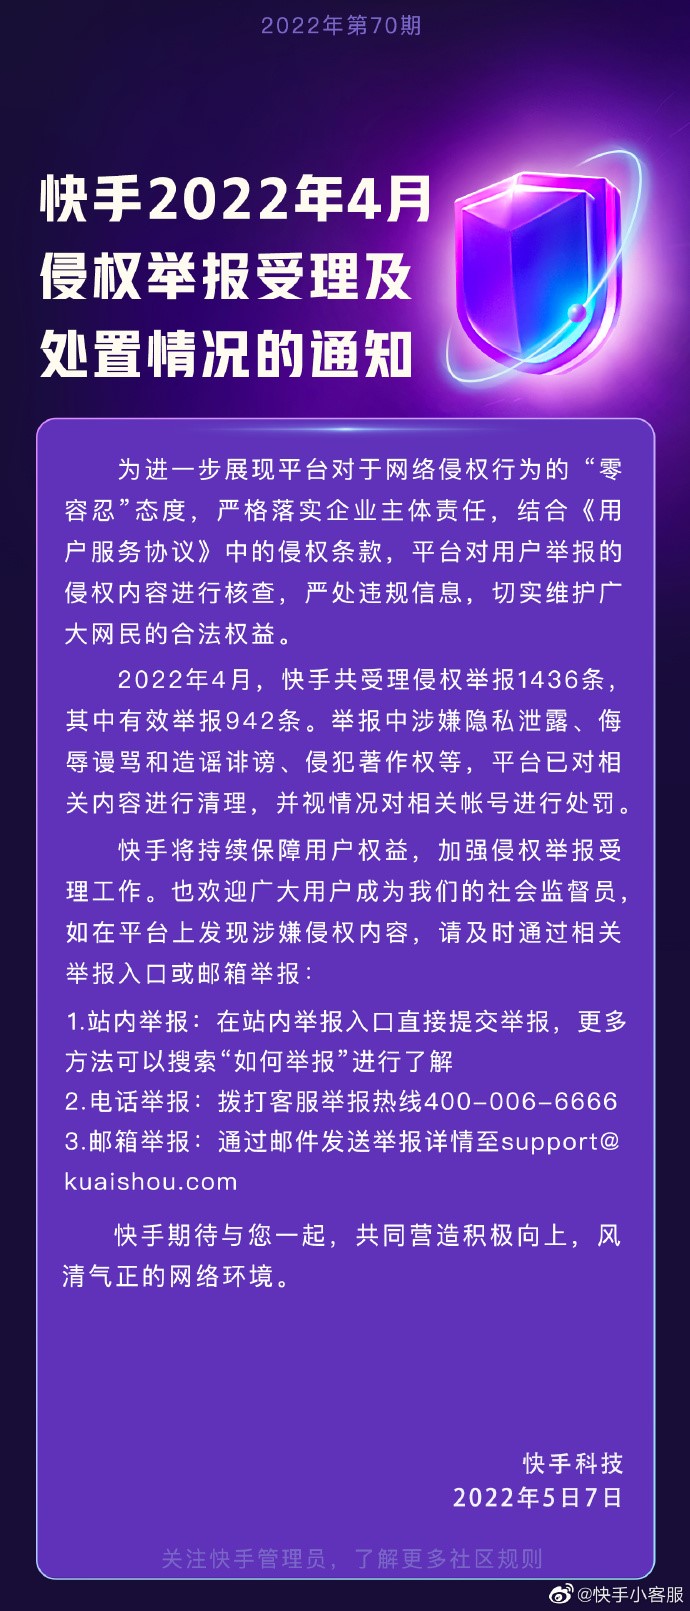 2022年第70期
快手2022年4月
侵权举报受理及
处置情况的通知
为进一步展现平台对于网络侵权行为的“零
容忍”态度，严格落实企业主体责任，结合《用
户服务协议》中的侵权条款，平台对用户举报的
侵权内容进行核查，严处违规信息，切实维护广
大网民的合法权益。
2022年4月，快手共受理侵权举报1436条，
其中有效举报942条。举报中涉嫌隐私泄露、侮
辱谩骂和造谣诽谤、侵犯著作权等，平台已对相
关内容进行清理，并视情况对相关帐号进行处罚。
快手将持续保障用户权益，加强侵权举报受
理工作。也欢迎广大用户成为我们的社会监督员，
如在平台上发现涉嫌侵权内容，请及时通过相关
举报入口或邮箱举报：
1.站内举报：在站内举报入口直接提交举报，更多
方法可以搜索“如何举报”进行了解
2.电话举报：拨打客服举报热线400-006-6666
3.邮箱举报：通过邮件发送举报详情至support@
kuaishou.com
快手期待与您一起，共同营造积极向上，风
清气正的网络环境。
快手科技
2022年5日7日
关注快手管理员，了解更多社区规则
@快手小客服